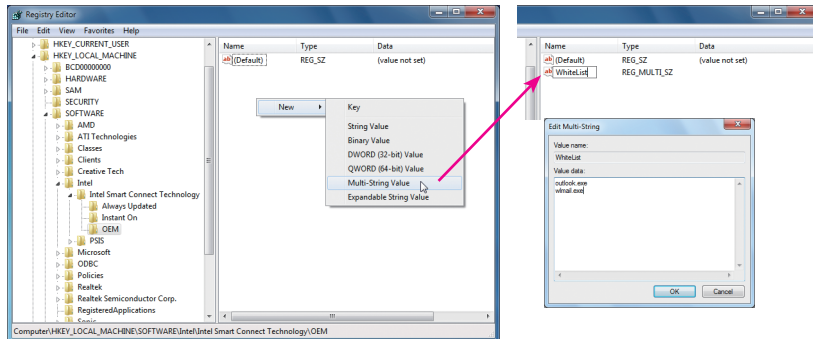 Registry Editor
File Edit View Favorites Help
HKEY_CURRENT_USER
HKEY_LOCAL_MACHINE
BCD00000000
HARDWARE
SAM
SECURITY
SOFTWARE
AMD
ATI Technologies
Classes
Clients
Creative Tech
Intel
Intel Smart Connect Technology
Always Updated
Instant On
OEM
PSIS
Microsoft
ODBC
Policies
Realtek
Realtek Semiconductor Corp.
RegisteredApplications
Sonic
Name Type Data
ab (Default) REG_SZ (value not set)
New
Key
String Value
Binary Value
DWORD (32-bit) Value
QWORD (64-bit) Value
Multi-String Value
Expandable String Value
Computer\HKEY_LOCAL_MACHINE\SOFTWARE\Intel\Intel Smart Connect Technology\OEM
Name Type Data
ab (Default) REG_SZ (value not set)
ab WhiteList REG_MULTI_SZ
Edit Multi-String
Value name:
WhiteList
Value data:
outlook.exe
wlmail.exe
OK Cancel